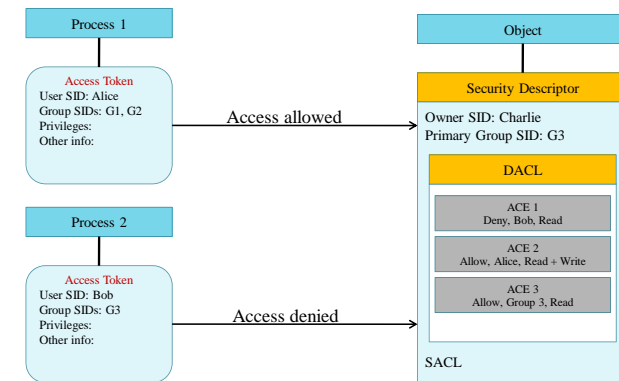 Process 1
Access Token
User SID: Alice
Group SIDs: G1, G2
Privileges:
Other info:
Access allowed
Process 2
Access Token
User SID: Bob
Group SIDs: G3
Privileges:
Other info:
Access denied
Object
Security Descriptor
Owner SID: Charlie
Primary Group SID: G3
DACL
ACE 1
Deny, Bob, Read
ACE 2
Allow, Alice, Read + Write
ACE 3
Allow, Group 3, Read
SACL